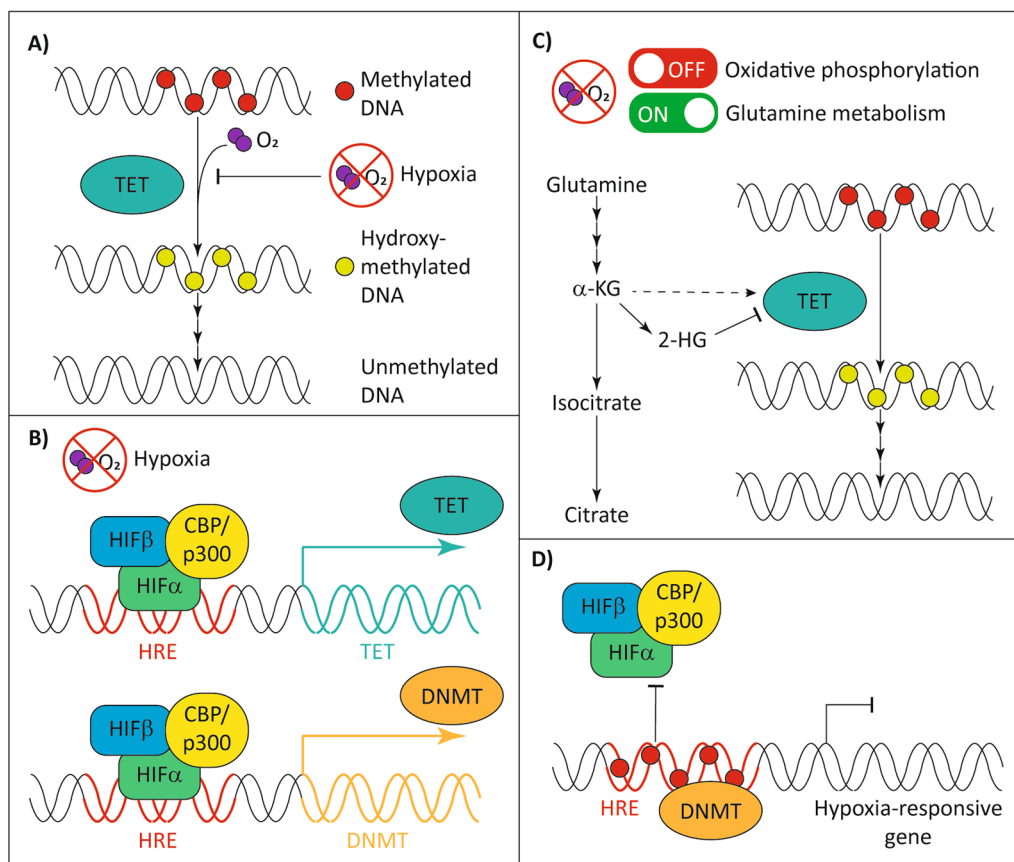 A)
Methylated
DNA
O₂
TET
O₂
Hypoxia
Hydroxy-
methylated
DNA
Unmethylated
DNA
B)
O₂
Hypoxia
TET
HIFβ
CBP/
p300
HIFα
HRE
TET
DNMT
HIFβ
CBP/
p300
HIFα
HRE
DNMT
C)
O₂
OFF
Oxidative phosphorylation
ON
Glutamine metabolism
Glutamine
α-KG
TET
2-HG
Isocitrate
Citrate
D)
HIFβ
CBP/
p300
HIFα
HRE
DNMT
Hypoxia-responsive
gene